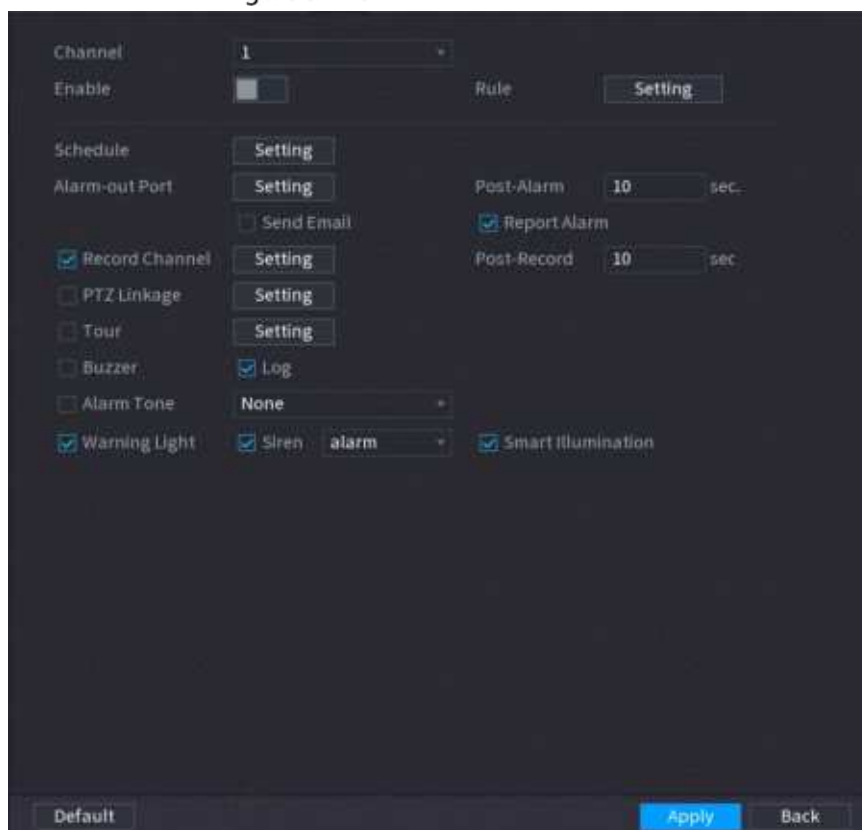 Channel 1
Enable Rule Setting
Schedule Setting
Alarm-out Port Setting Post-Alarm 10 sec.
Send Email Report Alarm
Record Channel Setting Post-Record 10 sec
PTZ Linkage Setting
Tour Setting
Buzzer Log
Alarm Tone None
Warning Light Siren alarm Smart Illumination
Default Apply Back